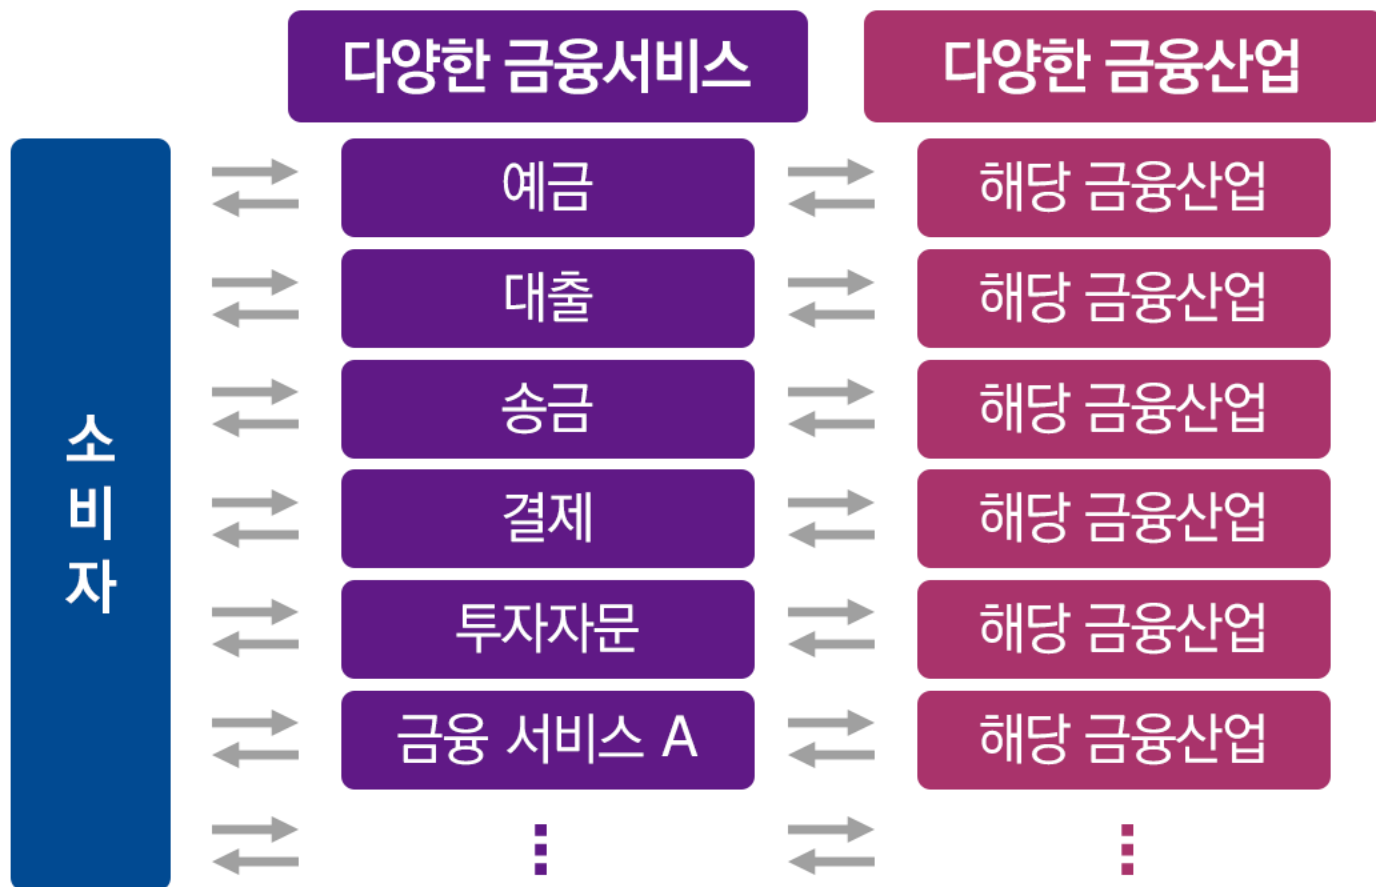 다양한 금융서비스
다양한 금융산업
소비자
예금
해당 금융산업
대출
해당 금융산업
송금
해당 금융산업
결제
해당 금융산업
투자자문
해당 금융산업
금융 서비스 A
해당 금융산업